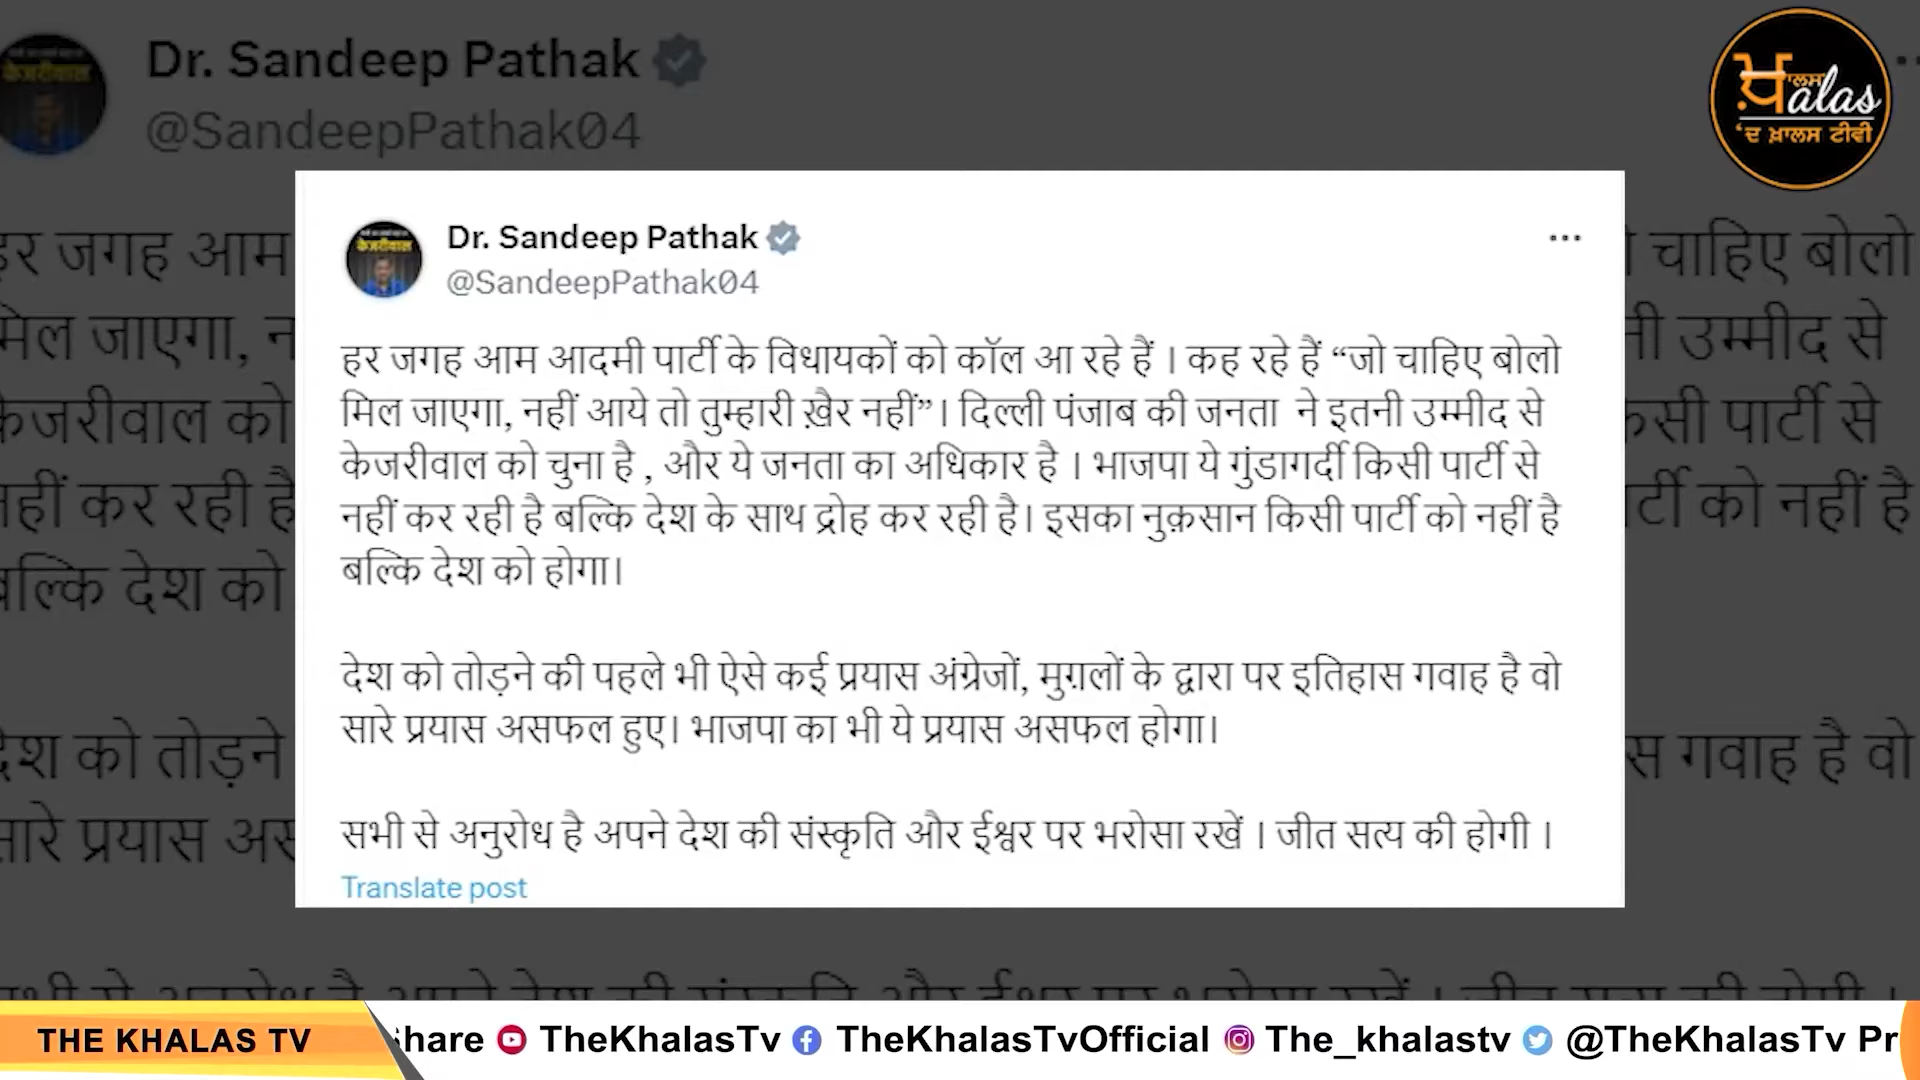 Dr. Sandeep Pathak
@SandeepPathak04
ਖ਼ਾਲਸ
alas
'ਦ ਖ਼ਾਲਸ ਟੀਵੀ
Dr. Sandeep Pathak
@SandeepPathak04
केजरीवाल
हर जगह आम आदमी पार्टी के विधायकों को कॉल आ रहे हैं । कह रहे हैं “जो चाहिए बोलो
मिल जाएगा, नहीं आये तो तुम्हारी ख़ैर नहीं”। दिल्ली पंजाब की जनता ने इतनी उम्मीद से
केजरीवाल को चुना है , और ये जनता का अधिकार है । भाजपा ये गुंडागर्दी किसी पार्टी से
नहीं कर रही है बल्कि देश के साथ द्रोह कर रही है। इसका नुक़सान किसी पार्टी को नहीं है
बल्कि देश को होगा।
देश को तोड़ने की पहले भी ऐसे कई प्रयास अंग्रेजों, मुग़लों के द्वारा पर इतिहास गवाह है वो
सारे प्रयास असफल हुए। भाजपा का भी ये प्रयास असफल होगा।
सभी से अनुरोध है अपने देश की संस्कृति और ईश्वर पर भरोसा रखें । जीत सत्य की होगी ।
Translate post
THE KHALAS TV
Share TheKhalasTv TheKhalasTvOfficial The_khalastv @TheKhalasTv Pr